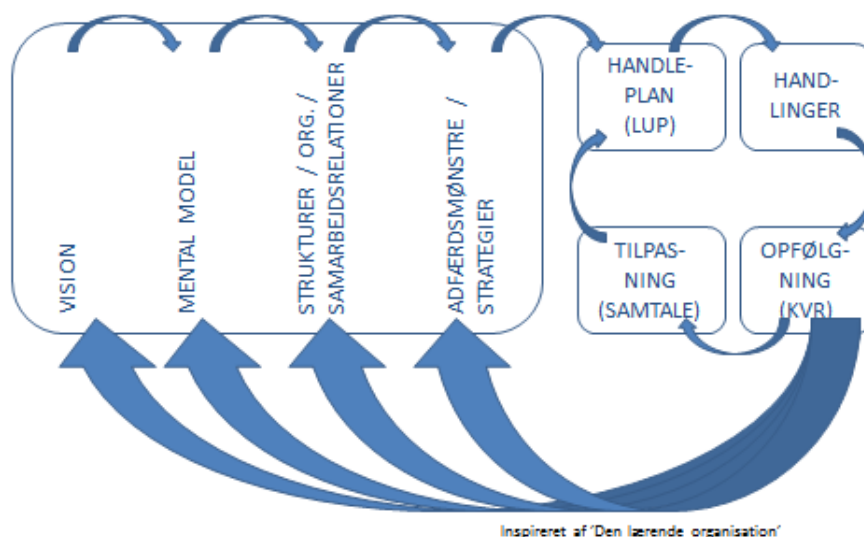 VISION
MENTAL MODEL
STRUKTURER / ORG. /
SAMARBEJDSRELATIONER
ADFÆRDSMØNSTRE /
STRATEGIER
HANDLE-
PLAN
(LUP)
HAND-
LINGER
TILPAS-
NING
(SAMTALE)
OPFØLG-
NING
(KVR)
Inspireret af 'Den lærende organisation'